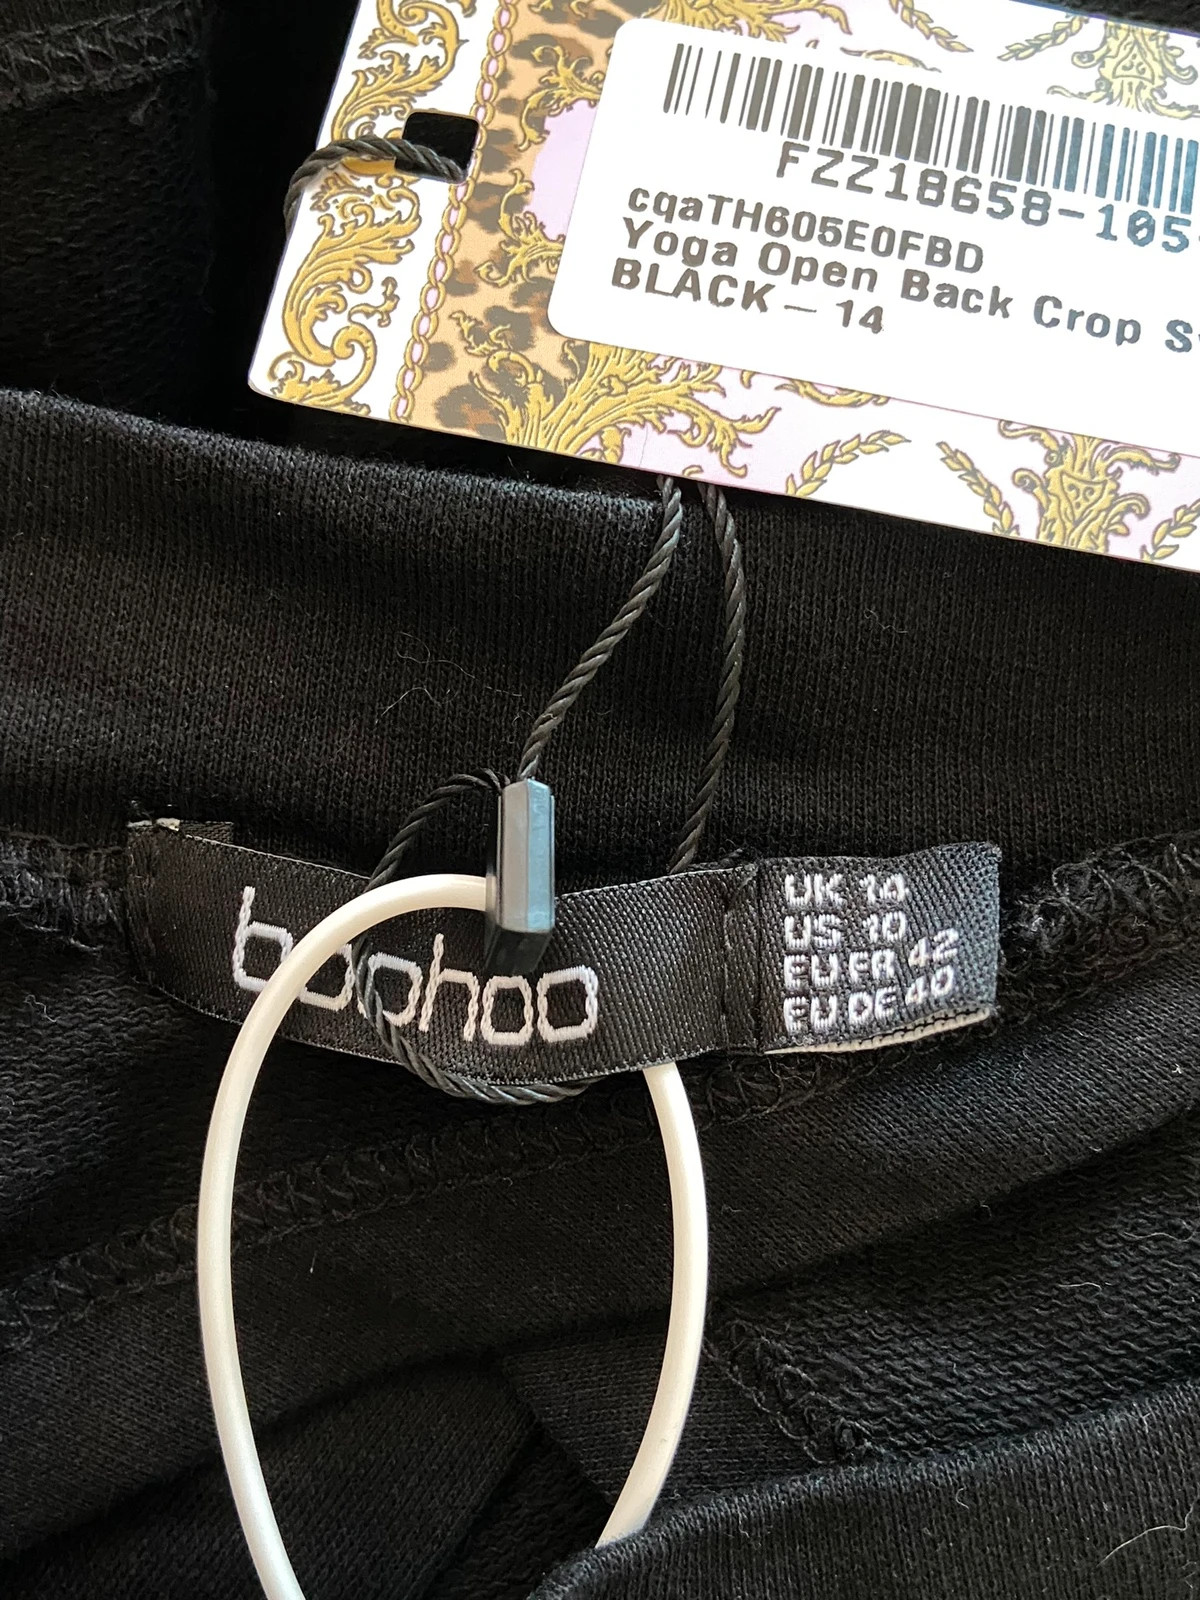 FZZ18658-105-
cqaTH605E0FBD
Yoga Open Back Crop
BLACK - 14
boohoo
UK 14
US 10
EU FR 42
EU DE 40